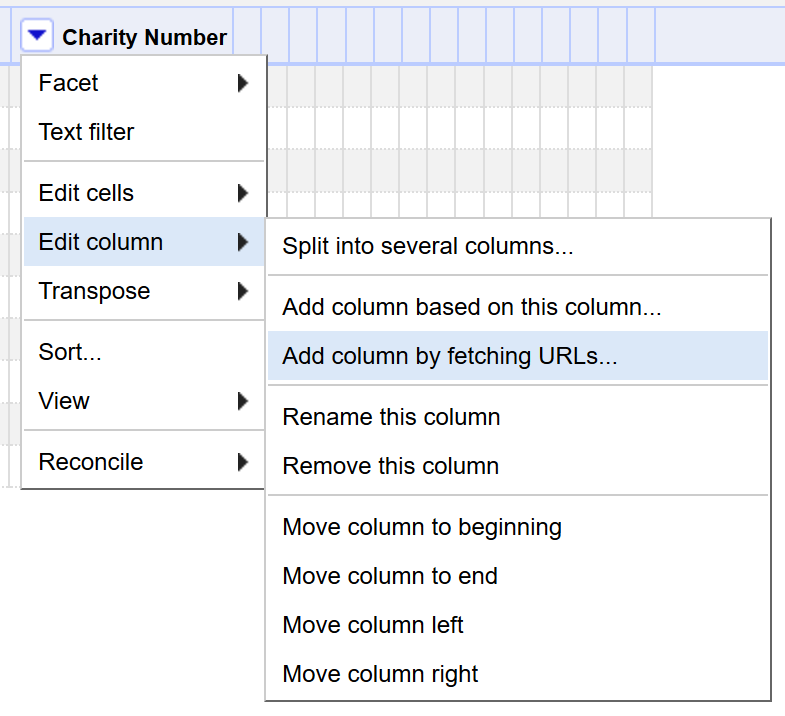 Charity Number
Facet
Text filter
Edit cells
Edit column
Transpose
Sort...
View
Reconcile
Split into several columns...
Add column based on this column...
Add column by fetching URLs...
Rename this column
Remove this column
Move column to beginning
Move column to end
Move column left
Move column right